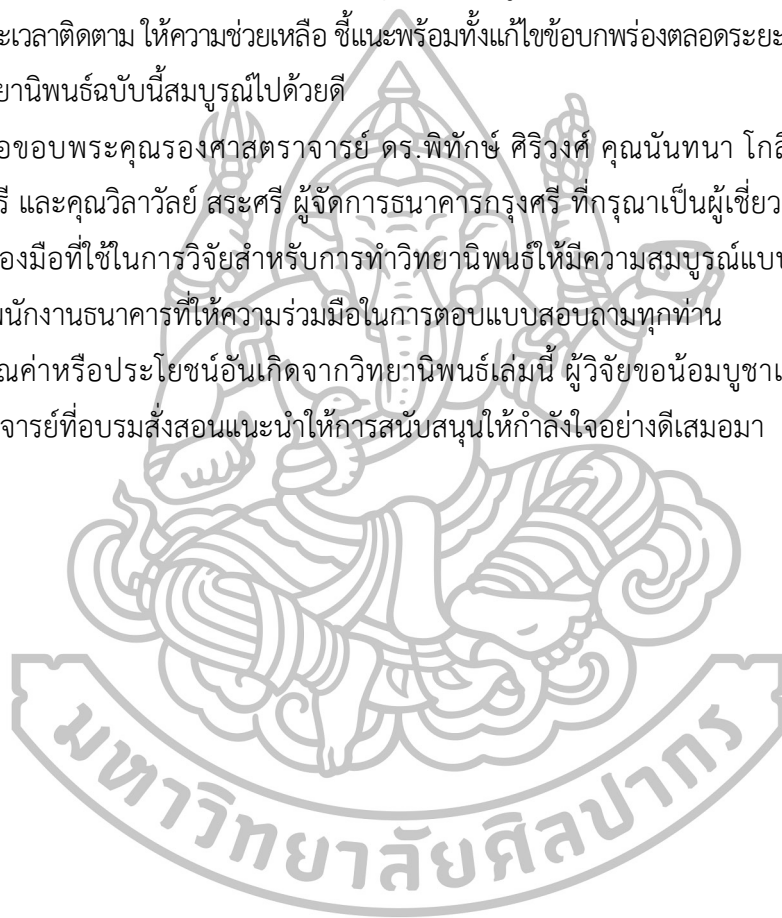 ะเวลาติดตาม ให้ความช่วยเหลือ ชี้แนะพร้อมทั้งแก้ไขข้อบกพร่องตลอดระยะ
ยานิพนธ์ฉบับนี้สมบูรณ์ไปด้วยดี
อขอบพระคุณรองศาสตราจารย์ ดร.พิทักษ์ ศิริวงศ์ คุณนันทนา โกสี
รี และคุณวิลาวัลย์ สระศรี ผู้จัดการธนาคารกรุงศรี ที่กรุณาเป็นผู้เชี่ยว
องมือที่ใช้ในการวิจัยสำหรับการทำวิทยานิพนธ์ให้มีความสมบูรณ์แบบ
พนักงานธนาคารที่ให้ความร่วมมือในการตอบแบบสอบถามทุกท่าน
ณค่าหรือประโยชน์อันเกิดจากวิทยานิพนธ์เล่มนี้ ผู้วิจัยขอน้อมบูชาแ
จารย์ที่อบรมสั่งสอนแนะนำให้การสนับสนุนให้กำลังใจอย่างดีเสมอมา
มหาวิทยาลัยศิลปากร